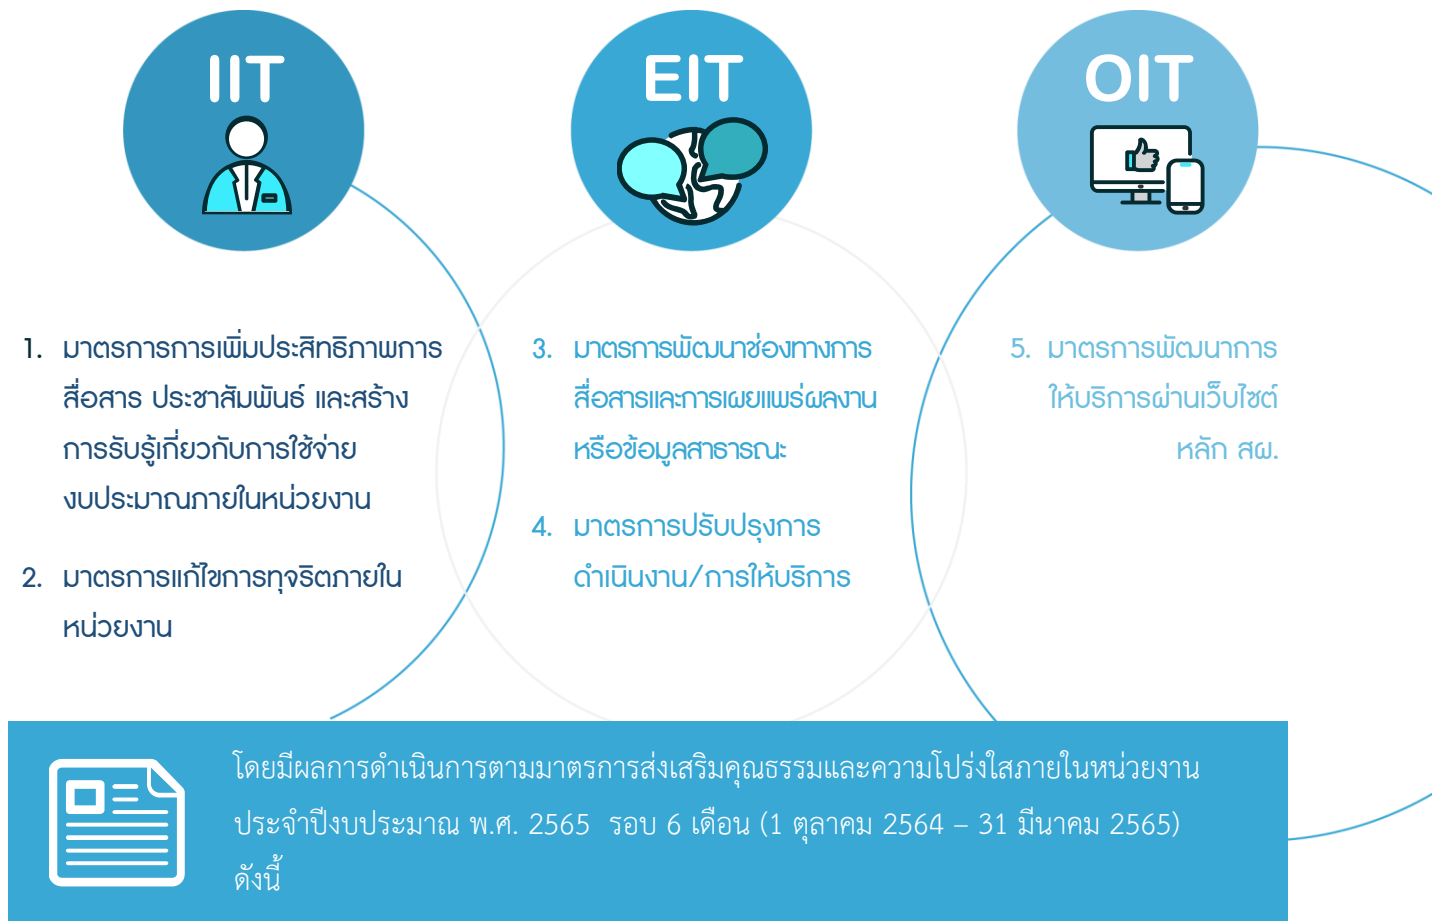 IIT
1. มาตรการการเพิ่มประสิทธิภาพการ
สื่อสาร ประชาสัมพันธ์ และสร้าง
การรับรู้เกี่ยวกับการใช้จ่าย
งบประมาณภายในหน่วยงาน
2. มาตรการแก้ไขการทุจริตภายใน
หน่วยงาน
EIT
3. มาตรการพัฒนาช่องทางการ
สื่อสารและการเผยแพร่ผลงาน
หรือข้อมูลสาธารณะ
4. มาตรการปรับปรุงการ
ดำเนินงาน/การให้บริการ
OIT
5. มาตรการพัฒนาการ
ให้บริการผ่านเว็บไซต์
หลัก สผ.
โดยมีผลการดำเนินการตามมาตรการส่งเสริมคุณธรรมและความโปร่งใสภายในหน่วยงาน
ประจำปีงบประมาณ พ.ศ. 2565 รอบ 6 เดือน (1 ตุลาคม 2564 – 31 มีนาคม 2565)
ดังนี้